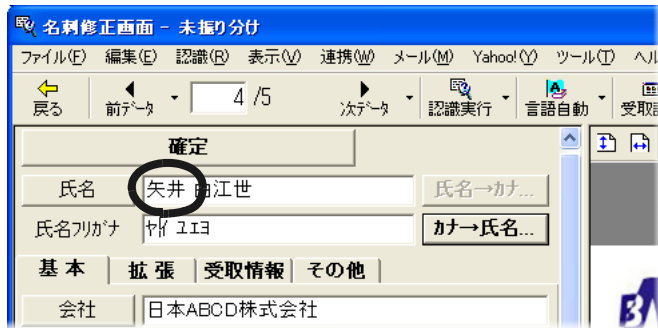 名刺修正画面 - 未振り分け
ファイル(F) 編集(E) 認識(R) 表示(V) 連携(W) メール(M) Yahoo!(Y) ツール(T) ヘル
戻る 前ﾃﾞｰﾀ 4 /5 次ﾃﾞｰﾀ 認識実行 言語自動 受取
確定
氏名 矢井 由江世 氏名→カナ...
氏名フリガナ ﾔｲ ﾕｴﾖ カナ→氏名...
基本 拡張 受取情報 その他
会社 日本ABCD株式会社